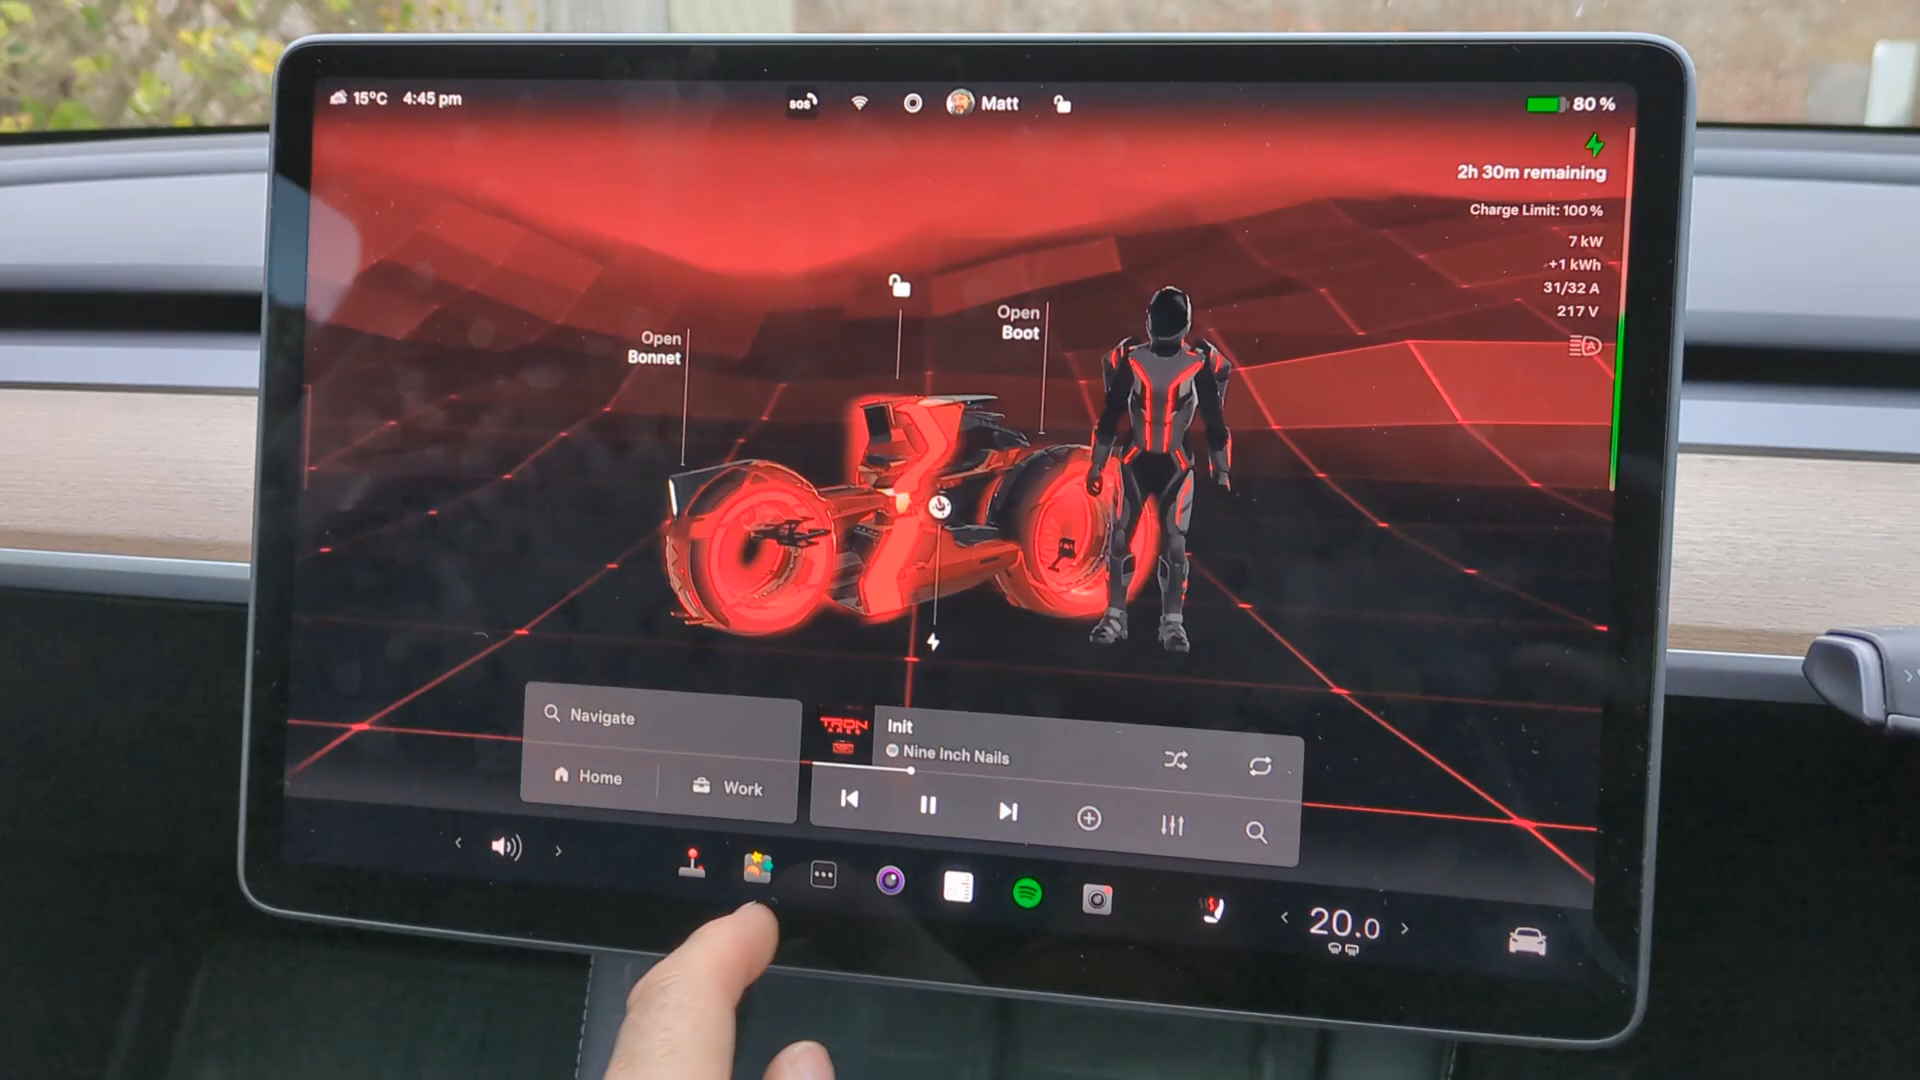 15°C 4:45 pm
sos
Matt
80 %
2h 30m remaining
Charge Limit: 100 %
7 kW
+1 kWh
31/32 A
217 V
A
Open
Bonnet
Open
Boot
Navigate
Home
Work
TRON
ARES
Init
Nine Inch Nails
20.0